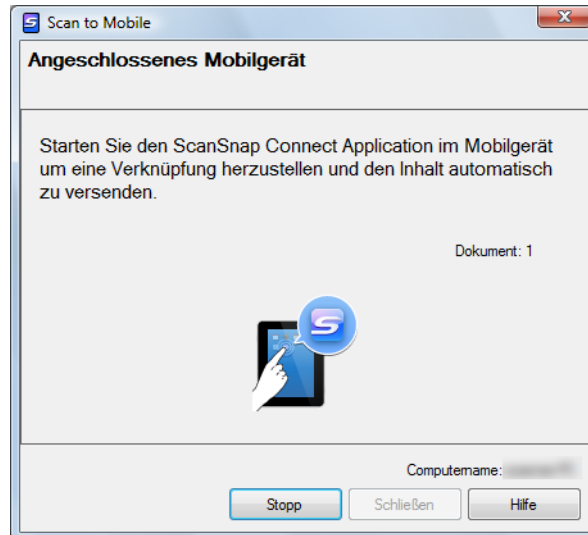 Scan to Mobile
Angeschlossenes Mobilgerät
Starten Sie den ScanSnap Connect Application im Mobilgerät
um eine Verknüpfung herzustellen und den Inhalt automatisch
zu versenden.
Dokument: 1
Computername:
Stopp Schließen Hilfe